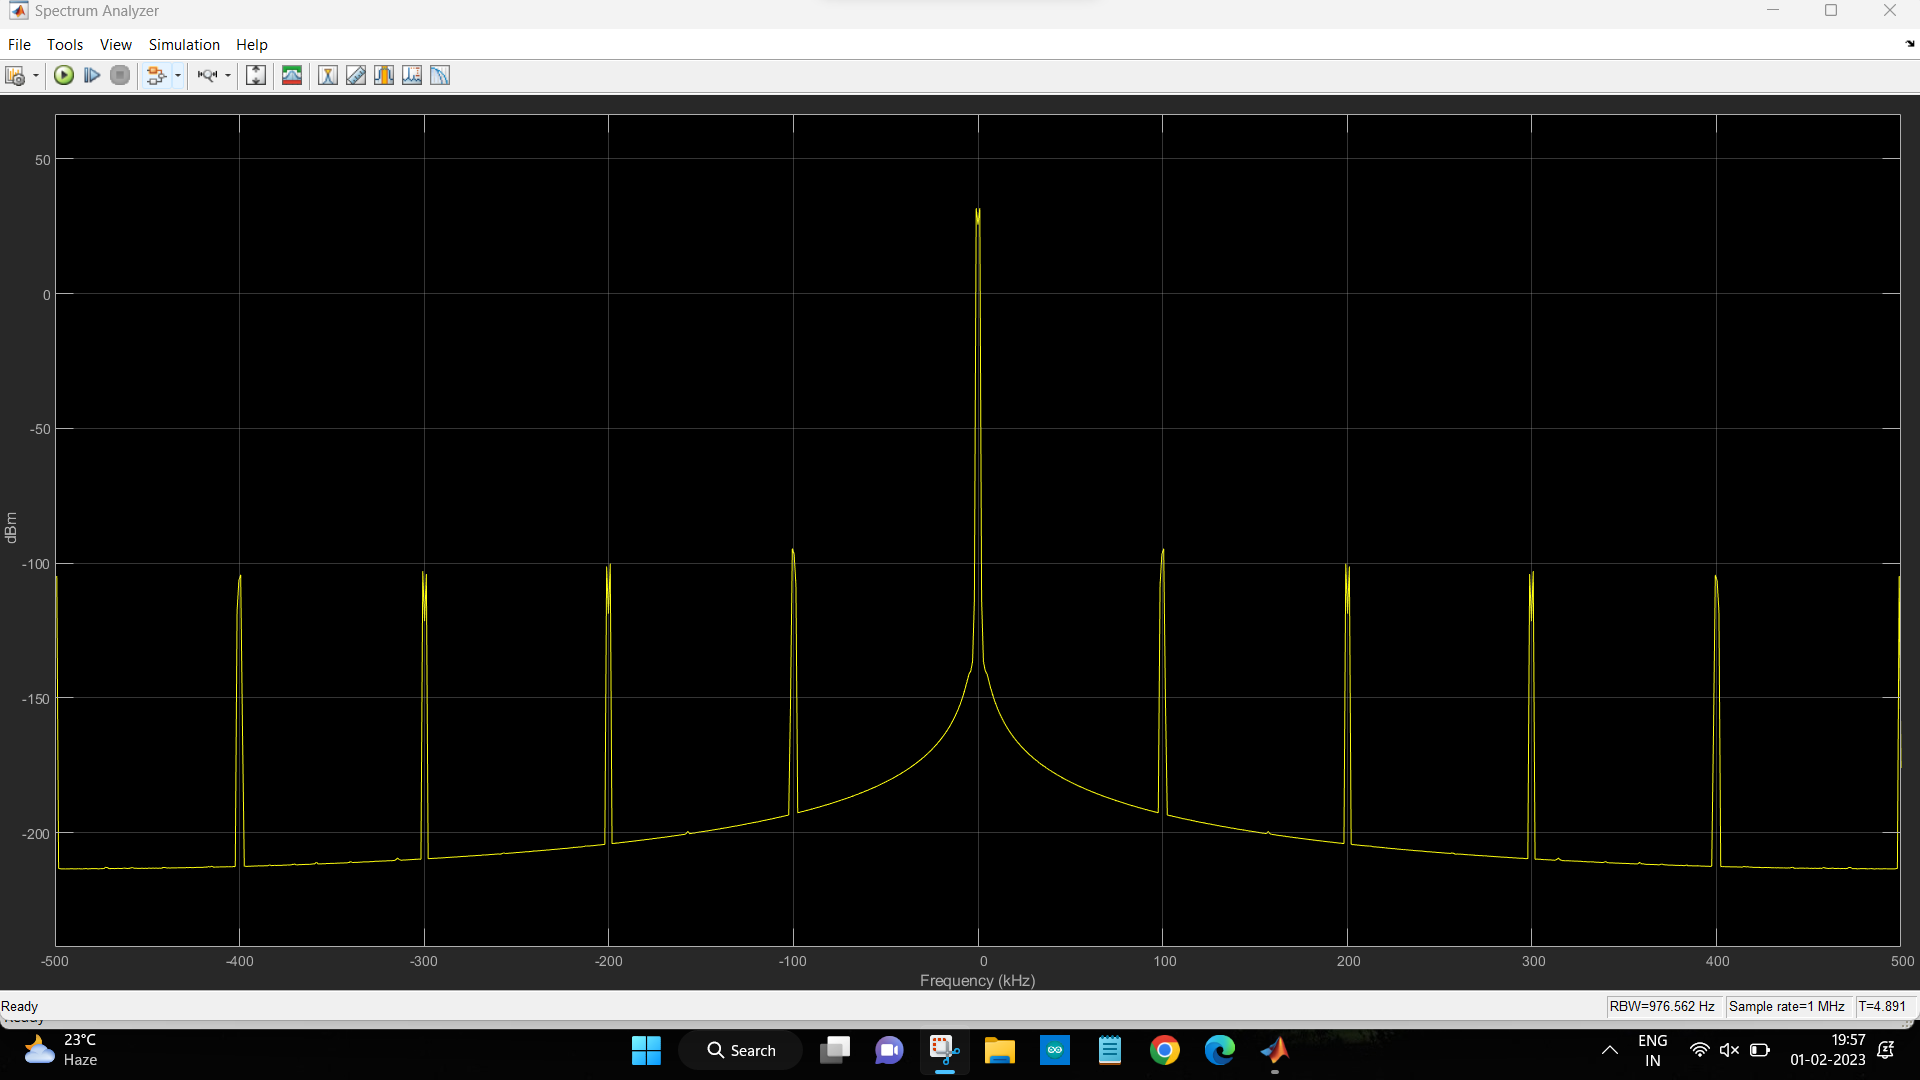 Spectrum Analyzer
File Tools View Simulation Help
50
0
-50
-100
-150
-200
dBm
-500 -400 -300 -200 -100 0 100 200 300 400 500
Frequency (kHz)
Ready RBW=976.562 Hz Sample rate=1 MHz T=4.891
23°C
Haze
Search
ENG
IN
19:57
01-02-2023